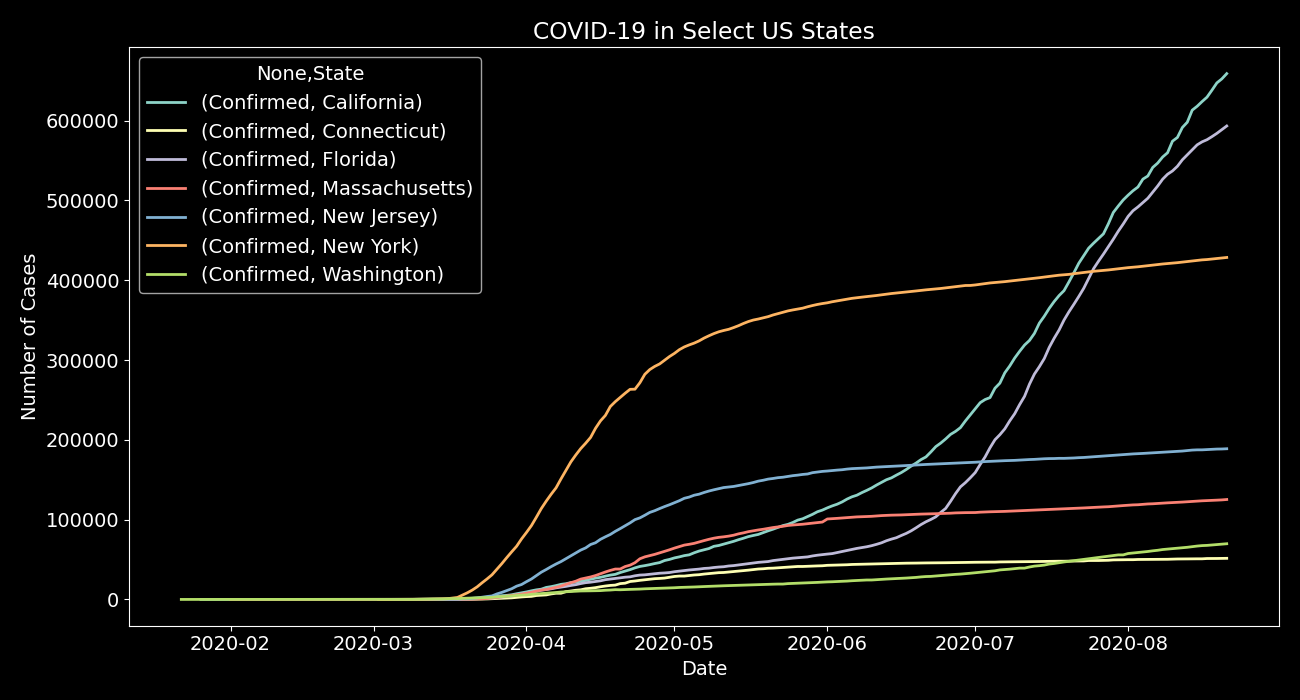 COVID-19 in Select US States
None,State
(Confirmed, California)
(Confirmed, Connecticut)
(Confirmed, Florida)
(Confirmed, Massachusetts)
(Confirmed, New Jersey)
(Confirmed, New York)
(Confirmed, Washington)
600000
500000
400000
300000
200000
100000
0
Number of Cases
2020-02 2020-03 2020-04 2020-05 2020-06 2020-07 2020-08
Date